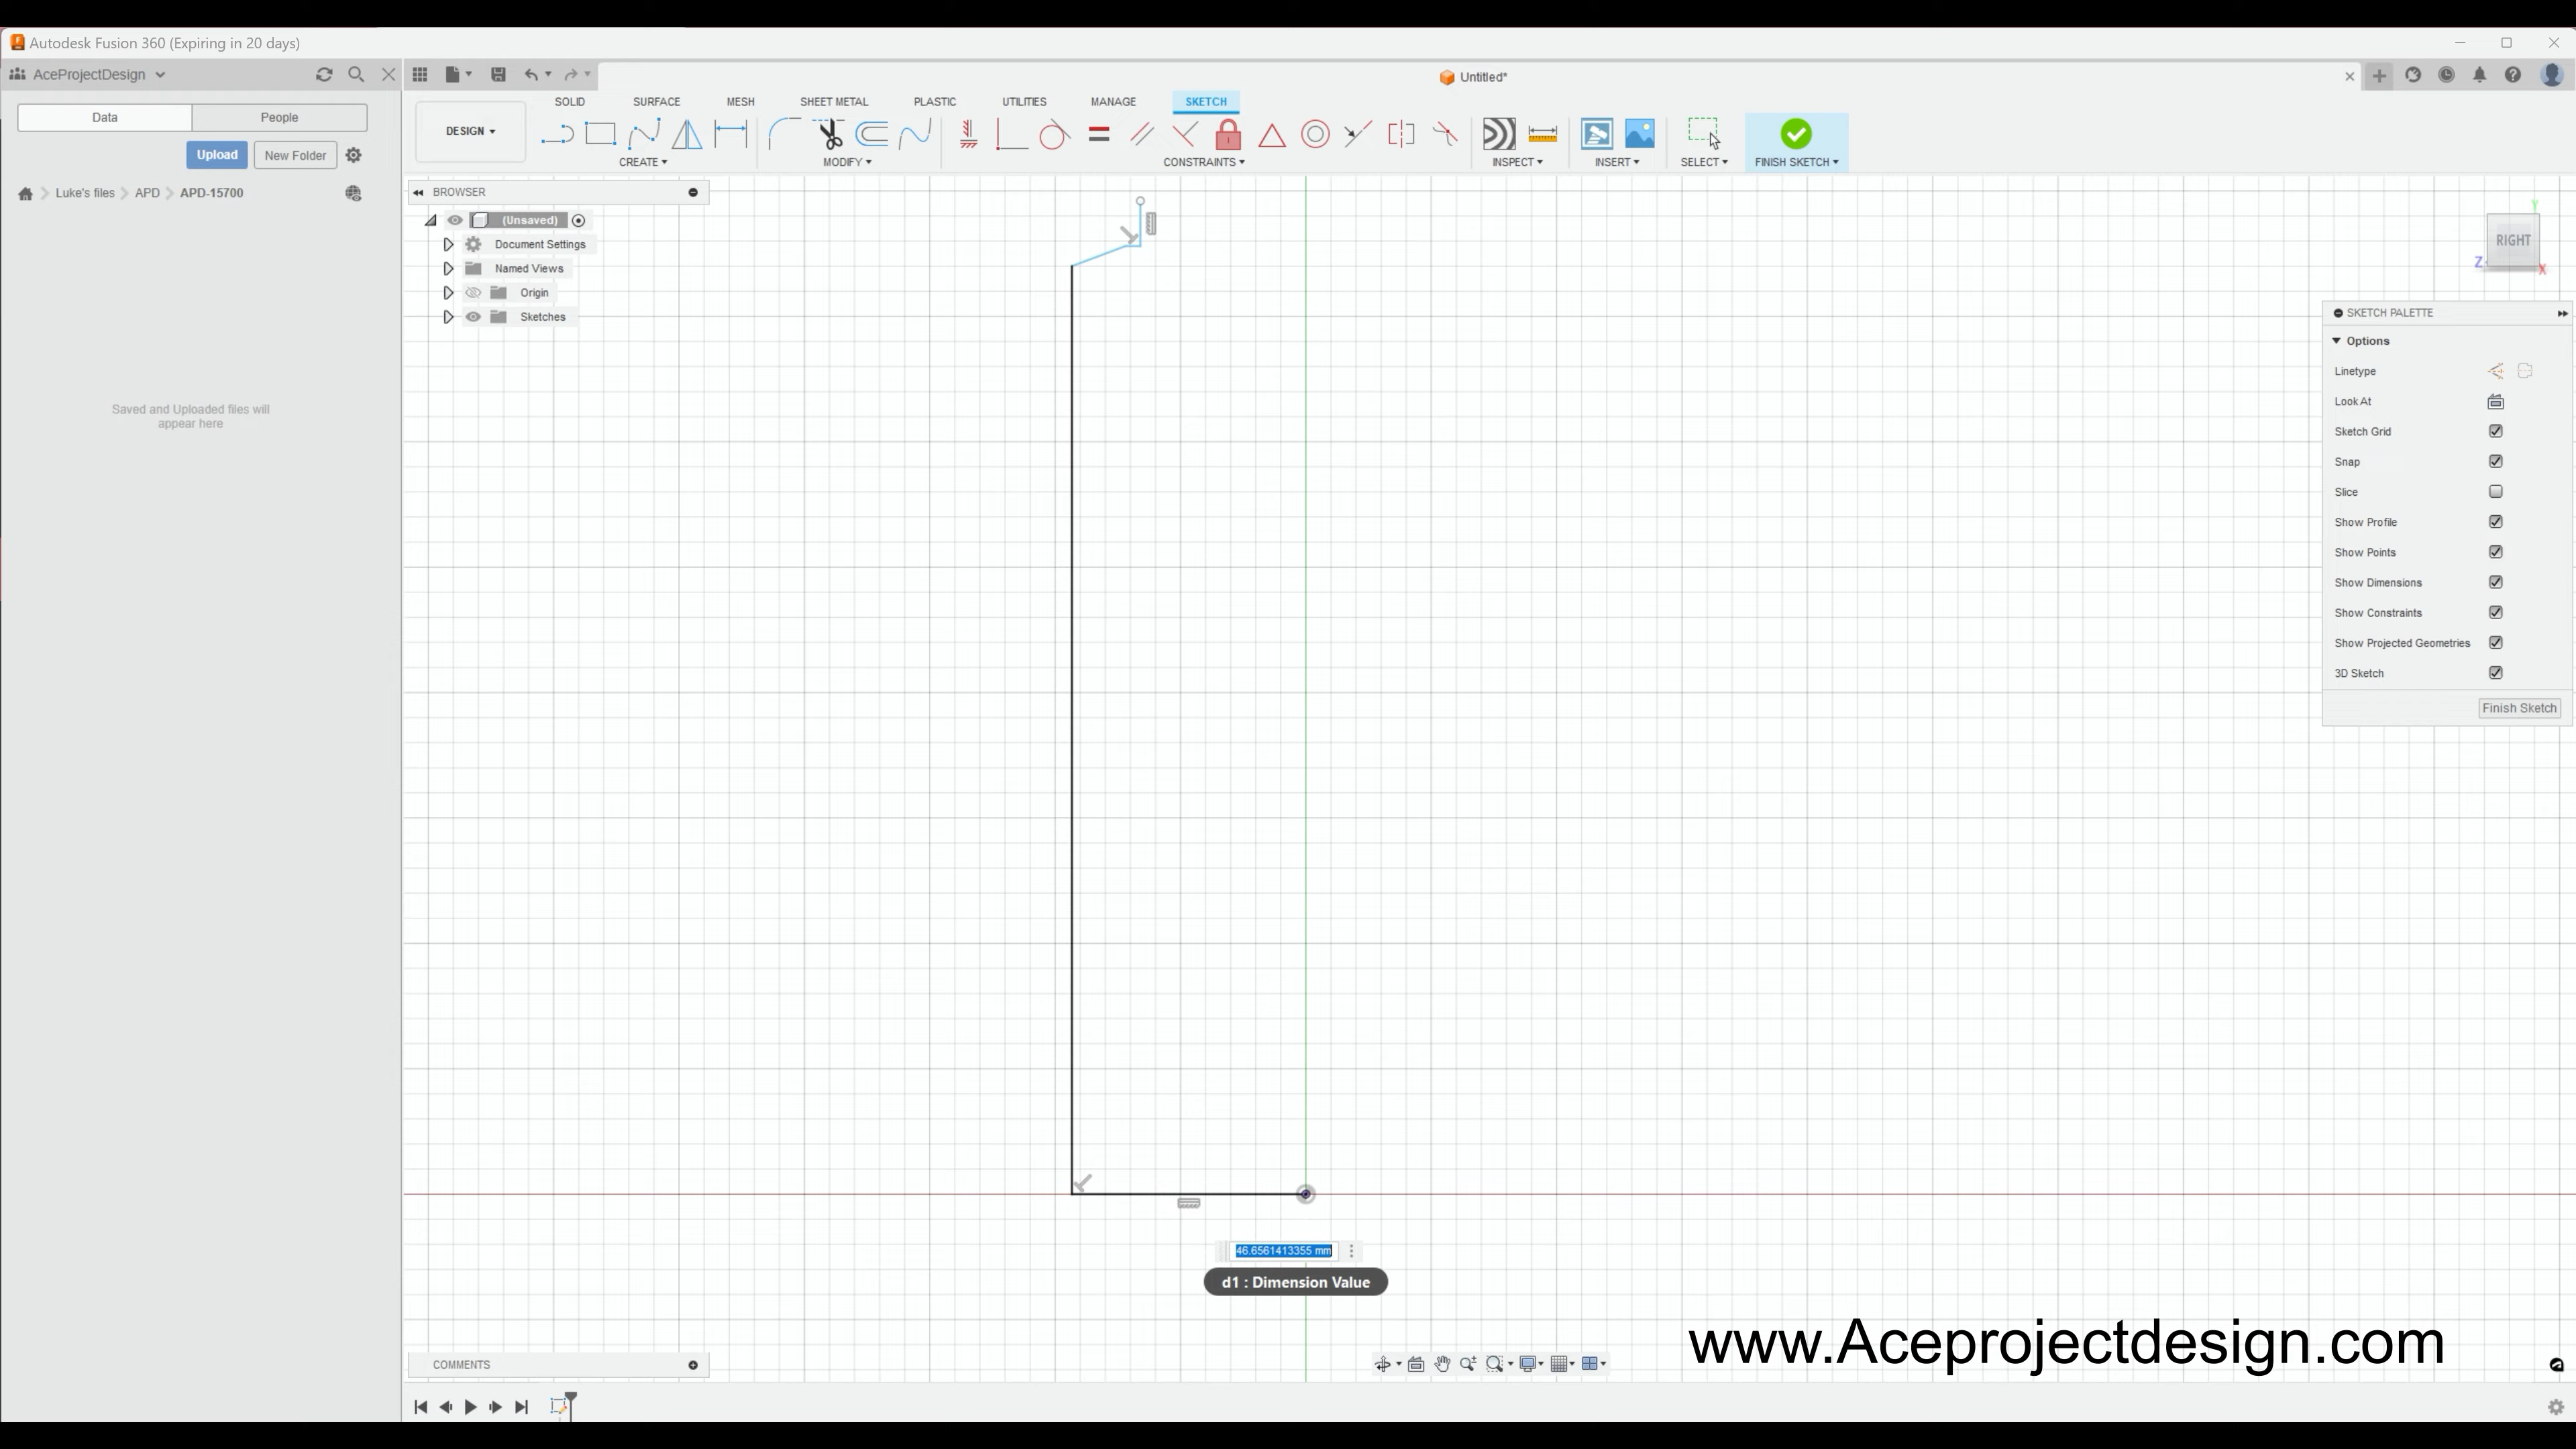 Autodesk Fusion 360 (Expiring in 20 days)
AceProjectDesign
Untitled*
Data
People
Upload
New Folder
Luke's files
APD
APD-15700
Saved and Uploaded files will
appear here
DESIGN
SOLID
SURFACE
MESH
SHEET METAL
PLASTIC
UTILITIES
MANAGE
SKETCH
CREATE
MODIFY
CONSTRAINTS
INSPECT
INSERT
SELECT
FINISH SKETCH
BROWSER
(Unsaved)
Document Settings
Named Views
Origin
Sketches
Y
RIGHT
Z
X
SKETCH PALETTE
Options
Linetype
Look At
Sketch Grid
Snap
Slice
Show Profile
Show Points
Show Dimensions
Show Constraints
Show Projected Geometries
3D Sketch
Finish Sketch
46.6561413355 mm
d1 : Dimension Value
www.Aceprojectdesign.com
COMMENTS